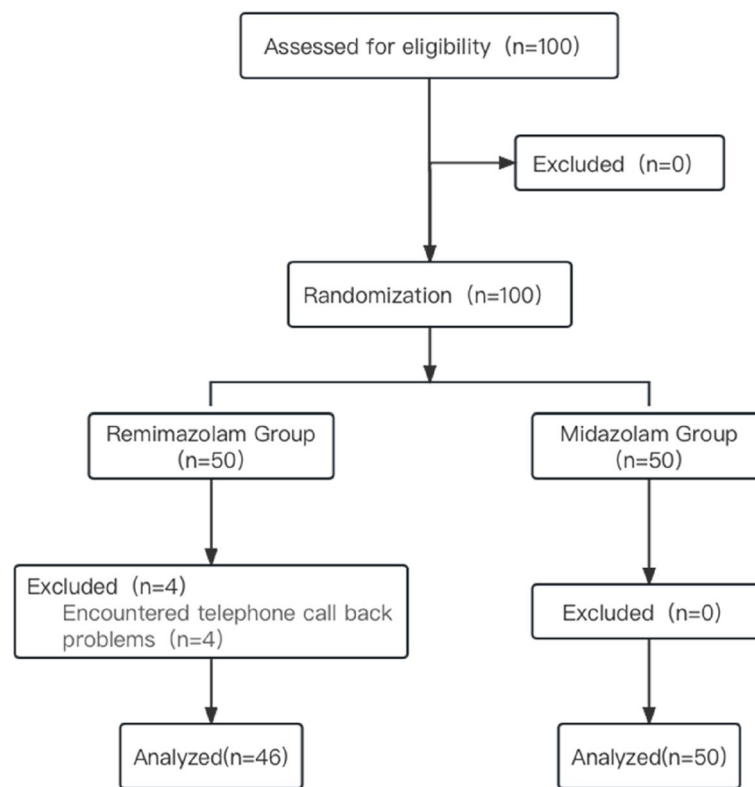 Assessed for eligibility (n=100)
Excluded (n=0)
Randomization (n=100)
Remimazolam Group
(n=50)
Midazolam Group
(n=50)
Excluded (n=4)
Encountered telephone call back
problems (n=4)
Excluded (n=0)
Analyzed(n=46)
Analyzed(n=50)